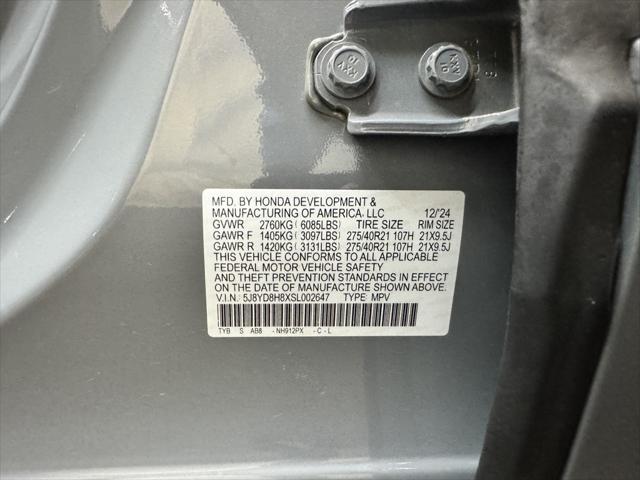 MFD. BY HONDA DEVELOPMENT &
MANUFACTURING OF AMERICA, LLC 12/'24
GVWR 2760KG( 6085LBS) TIRE SIZE RIM SIZE
GAWR F 1405KG( 3097LBS) 275/40R21 107H 21X9.5J
GAWR R 1420KG( 3131LBS) 275/40R21 107H 21X9.5J
THIS VEHICLE CONFORMS TO ALL APPLICABLE
FEDERAL MOTOR VEHICLE SAFETY
AND THEFT PREVENTION STANDARDS IN EFFECT
ON THE DATE OF MANUFACTURE SHOWN ABOVE.
V.I.N.: 5J8YD8H8XSL002647 TYPE: MPV
TYB S AB8 -NH912PX -C-L